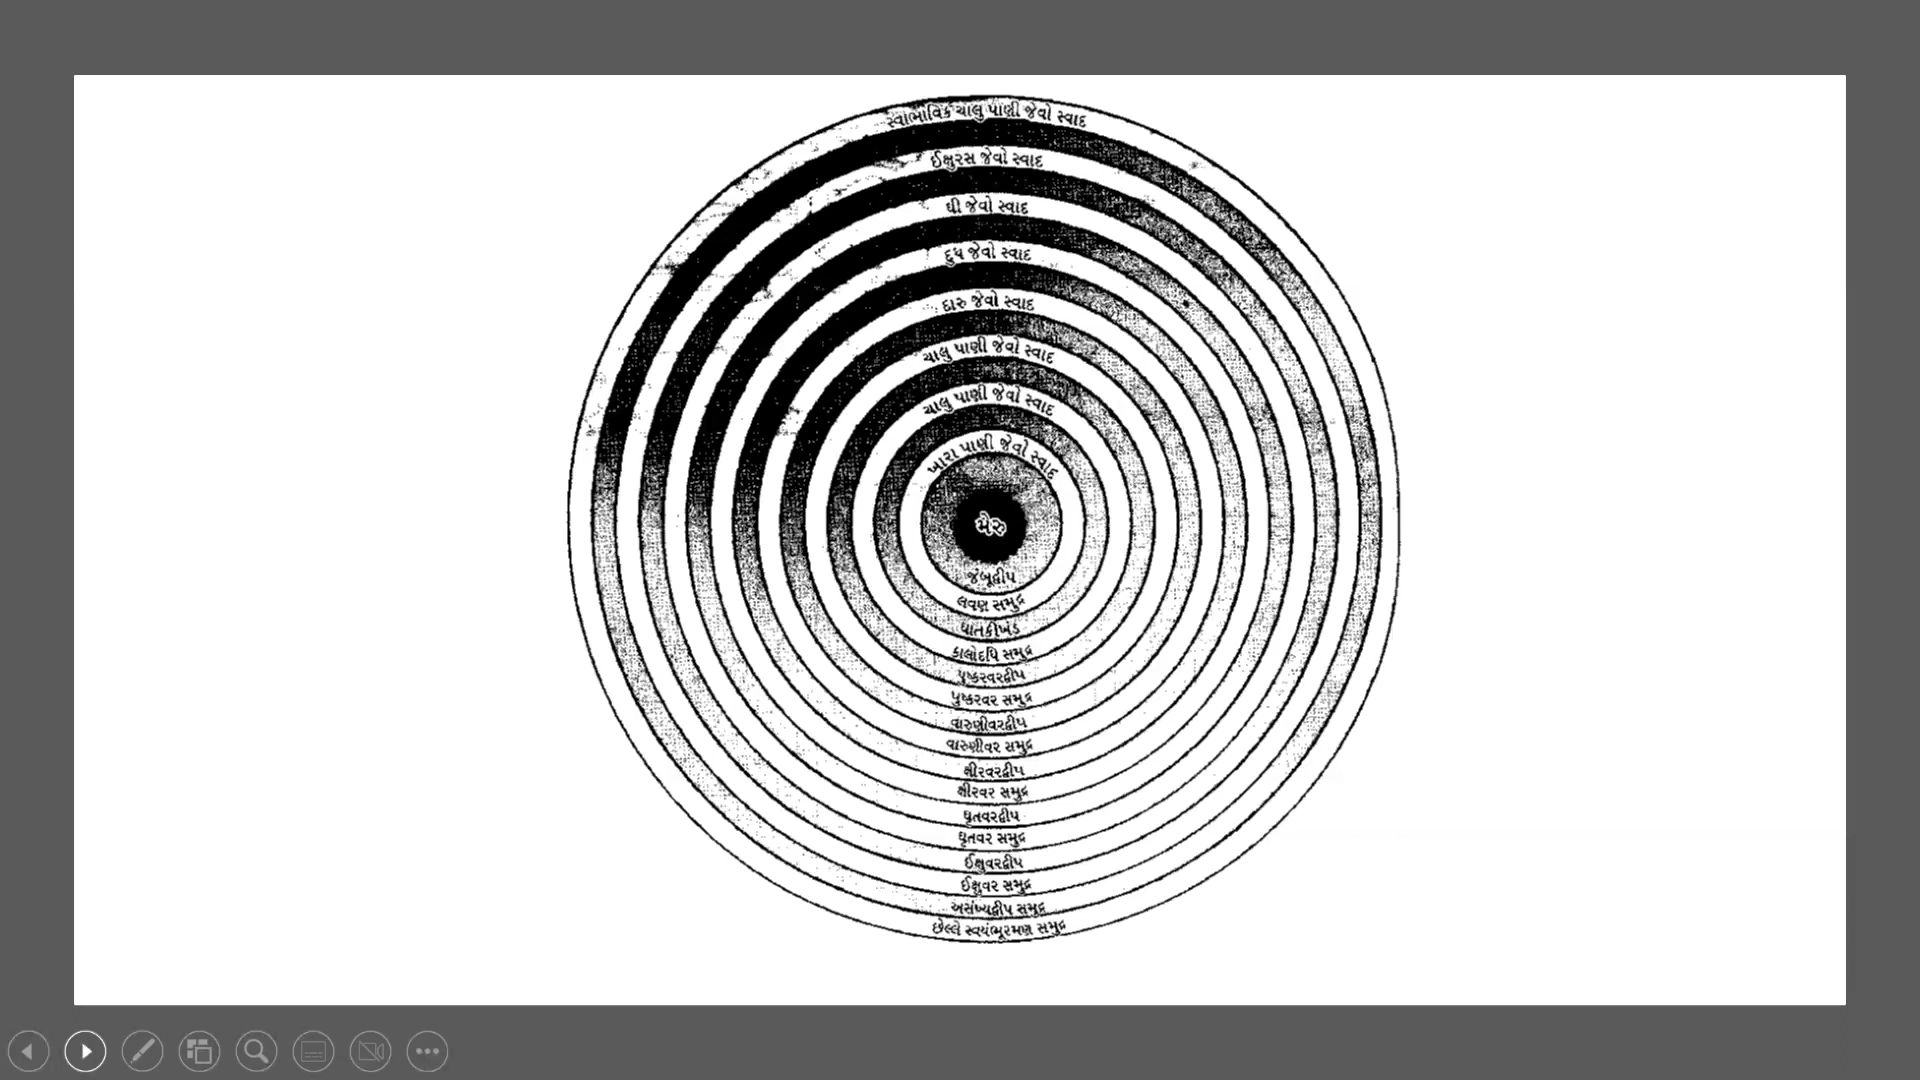 સ્વાભાવિક ચાલુ પાણી જેવો સ્વાદ
ઈક્ષુરસ જેવો સ્વાદ
ઘી જેવો સ્વાદ
દુધ જેવો સ્વાદ
દારુ જેવો સ્વાદ
ચાલુ પાણી જેવો સ્વાદ
ચાલુ પાણી જેવો સ્વાદ
ખારા પાણી જેવો સ્વાદ
મેરુ
જંબૂદ્વીપ
લવણ સમુદ્ર
ધાતકીખંડ
કાલોદધિ સમુદ્ર
પુષ્કરવરદ્વીપ
પુષ્કરવર સમુદ્ર
વારુણીવરદ્વીપ
વારુણીવર સમુદ્ર
ક્ષીરવરદ્વીપ
ક્ષીરવર સમુદ્ર
ઘૃતવરદ્વીપ
ઘૃતવર સમુદ્ર
ઈક્ષુવરદ્વીપ
ઈક્ષુવર સમુદ્ર
અસંખ્યદ્વીપ સમુદ્ર
છેલ્લે સ્વયંભૂરમણ સમુદ્ર